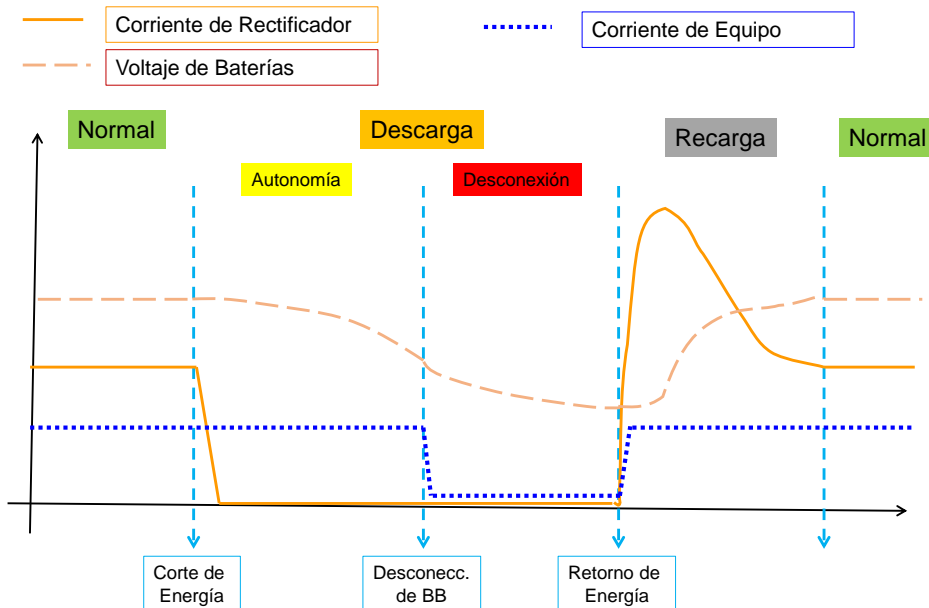 Corriente de Rectificador
Corriente de Equipo
Voltaje de Baterías
Normal
Descarga
Recarga
Normal
Autonomía
Desconexión
Corte de
Energía
Desconecc.
de BB
Retorno de
Energía